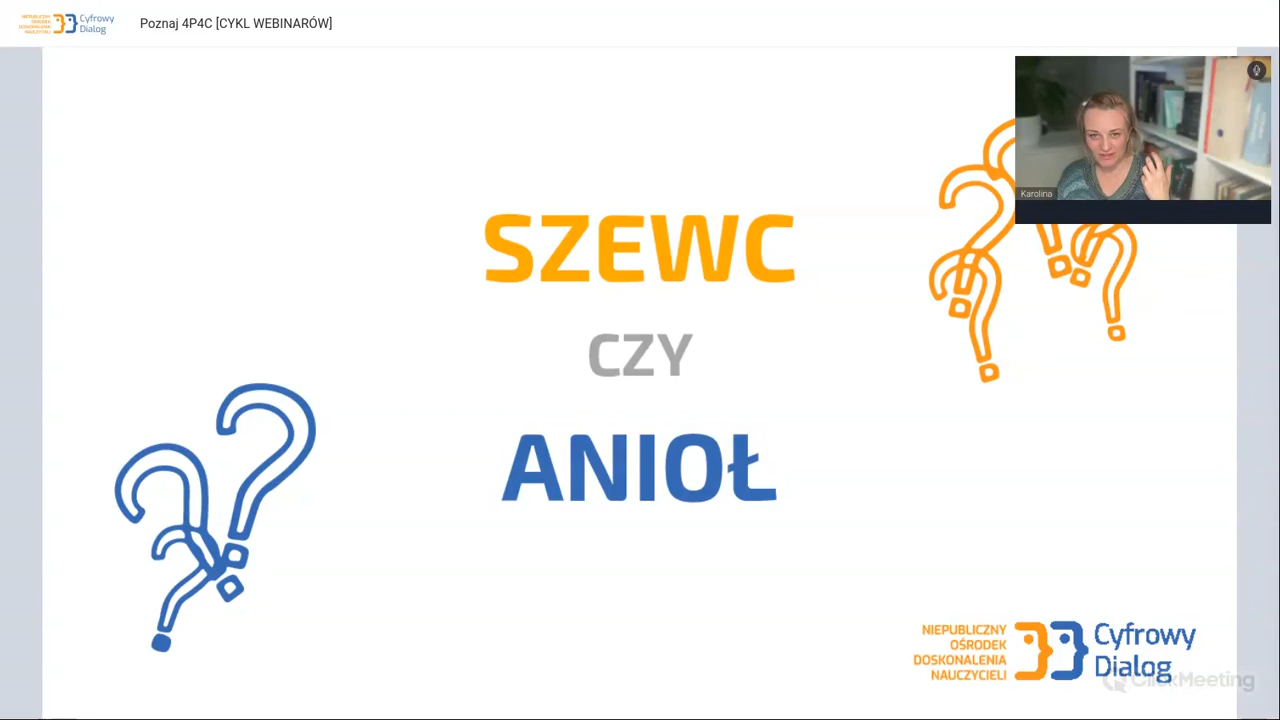 NIEPUBLICZNY
OŚRODEK
DOSKONALENIA
NAUCZYCIELI
Cyfrowy
Dialog
Poznaj 4P4C [CYKL WEBINARÓW]
Karolina
SZEWC
CZY
ANIOŁ
NIEPUBLICZNY
OŚRODEK
DOSKONALENIA
NAUCZYCIELI
Cyfrowy
Dialog
ClickMeeting